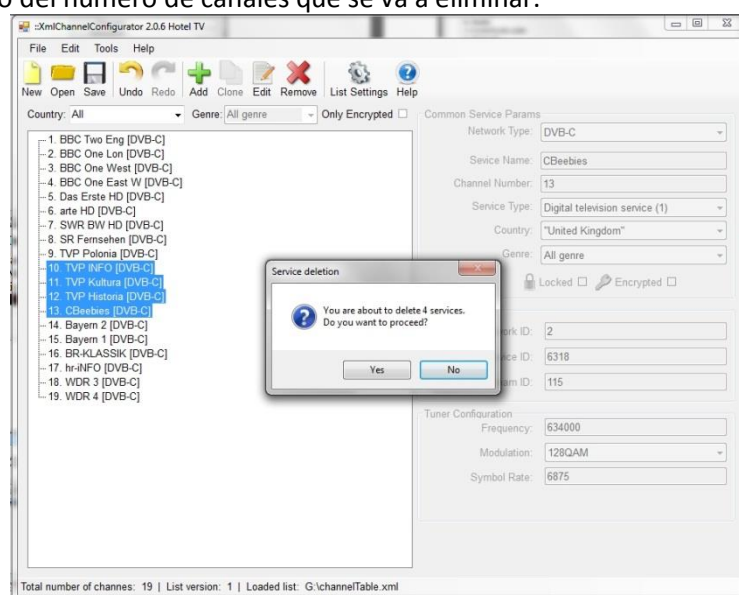 o del número de canales que se va a eliminar:
::XmlChannelConfigurator 2.0.6 Hotel TV
File Edit Tools Help
New Open Save Undo Redo Add Clone Edit Remove List Settings Help
Country: All Genre: All genre Only Encrypted
1. BBC Two Eng [DVB-C]
2. BBC One Lon [DVB-C]
3. BBC One West [DVB-C]
4. BBC One East W [DVB-C]
5. Das Erste HD [DVB-C]
6. arte HD [DVB-C]
7. SWR BW HD [DVB-C]
8. SR Fernsehen [DVB-C]
9. TVP Polonia [DVB-C]
10. TVP INFO [DVB-C]
11. TVP Kultura [DVB-C]
12. TVP Historia [DVB-C]
13. CBeebies [DVB-C]
14. Bayern 2 [DVB-C]
15. Bayern 1 [DVB-C]
16. BR-KLASSIK [DVB-C]
17. hr-iNFO [DVB-C]
18. WDR 3 [DVB-C]
19. WDR 4 [DVB-C]
Common Service Params
Network Type: DVB-C
Sevice Name: CBeebies
Channel Number: 13
Service Type: Digital television service (1)
Country: "United Kingdom"
Genre: All genre
Locked Encrypted
Service deletion
You are about to delete 4 services.
Do you want to proceed?
Yes No
ork ID: 2
ice ID: 6318
am ID: 115
Tuner Configuration
Frequency: 634000
Modulation: 128QAM
Symbol Rate: 6875
Total number of channes: 19 | List version: 1 | Loaded list: G:\channelTable.xml